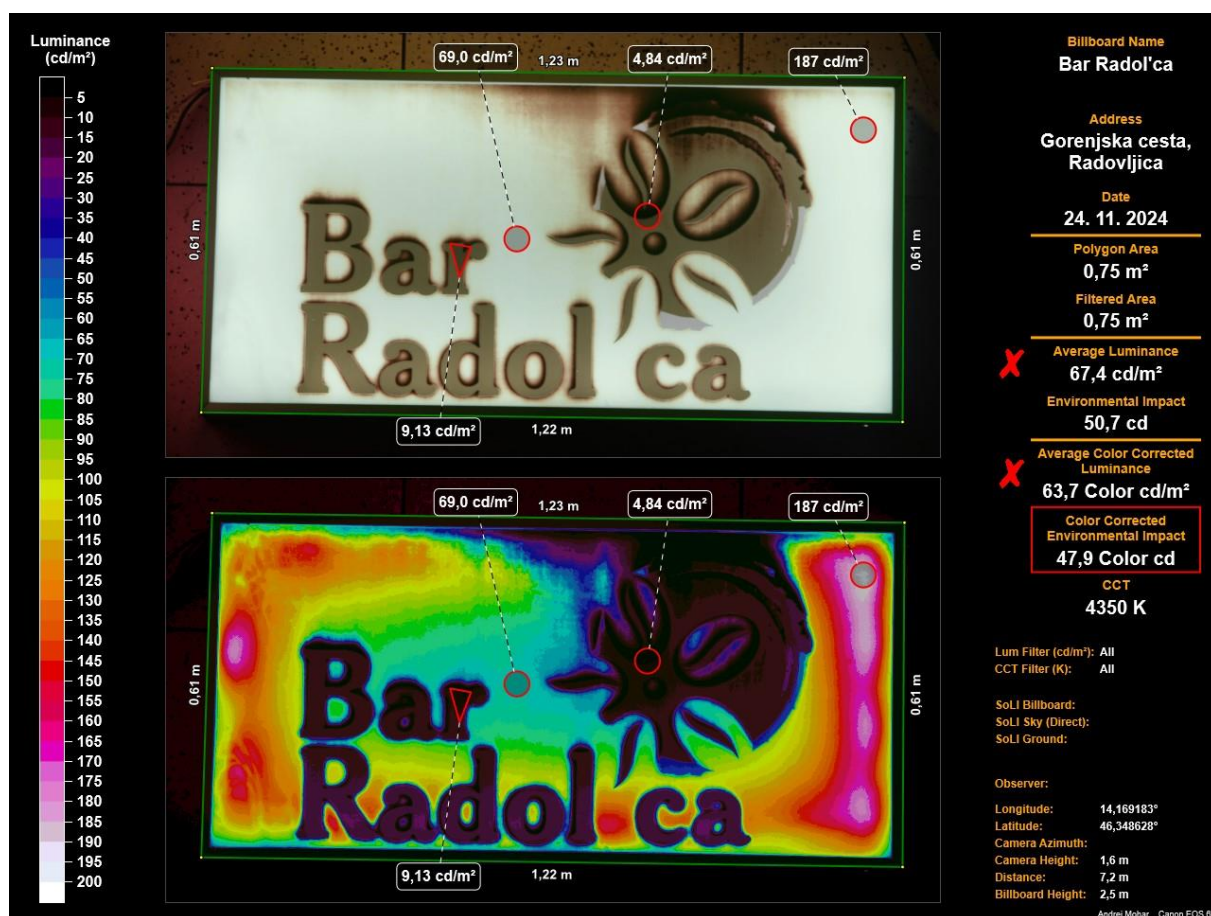 Luminance
(cd/m²)
5
10
15
20
25
30
35
40
45
50
55
60
65
70
75
80
85
90
95
100
105
110
115
120
125
130
135
140
145
150
155
160
165
170
175
180
185
190
195
200
69,0 cd/m²
1,23 m
4,84 cd/m²
187 cd/m²
0,61 m
Bar
Radol ca
0,61 m
9,13 cd/m²
1,22 m
69,0 cd/m²
1,23 m
4,84 cd/m²
187 cd/m²
0,61 m
Bar
Radol ca
0,61 m
9,13 cd/m²
1,22 m
Billboard Name
Bar Radol'ca
Address
Gorenjska cesta,
Radovljica
Date
24. 11. 2024
Polygon Area
0,75 m²
Filtered Area
0,75 m²
Average Luminance
67,4 cd/m²
Environmental Impact
50,7 cd
Average Color Corrected
Luminance
63,7 Color cd/m²
Color Corrected
Environmental Impact
47,9 Color cd
CCT
4350 K
Lum Filter (cd/m²): All
CCT Filter (K): All
SoLI Billboard:
SoLI Sky (Direct):
SoLI Ground:
Observer:
Longitude: 14,169183°
Latitude: 46,348628°
Camera Azimuth:
Camera Height: 1,6 m
Distance: 7,2 m
Billboard Height: 2,5 m
Andrej Mohar Canon EOS 6